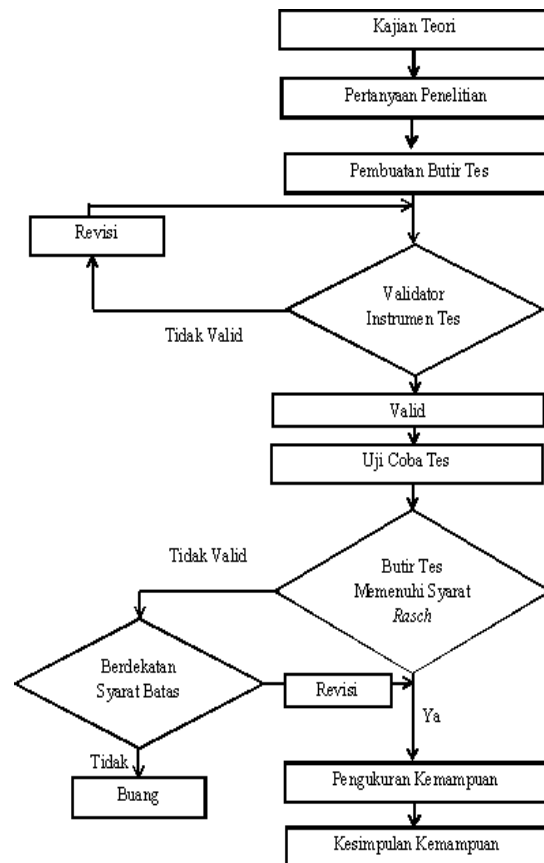 Kajian Teori
Pertanyaan Penelitian
Pembuatan Butir Tes
Revisi
Validator
Instrumen Tes
Tidak Valid
Valid
Uji Coba Tes
Tidak Valid
Butir Tes
Memenuhi Syarat
Rasch
Berdekatan
Syarat Batas
Revisi
Ya
Tidak
Buang
Pengukuran Kemampuan
Kesimpulan Kemampuan